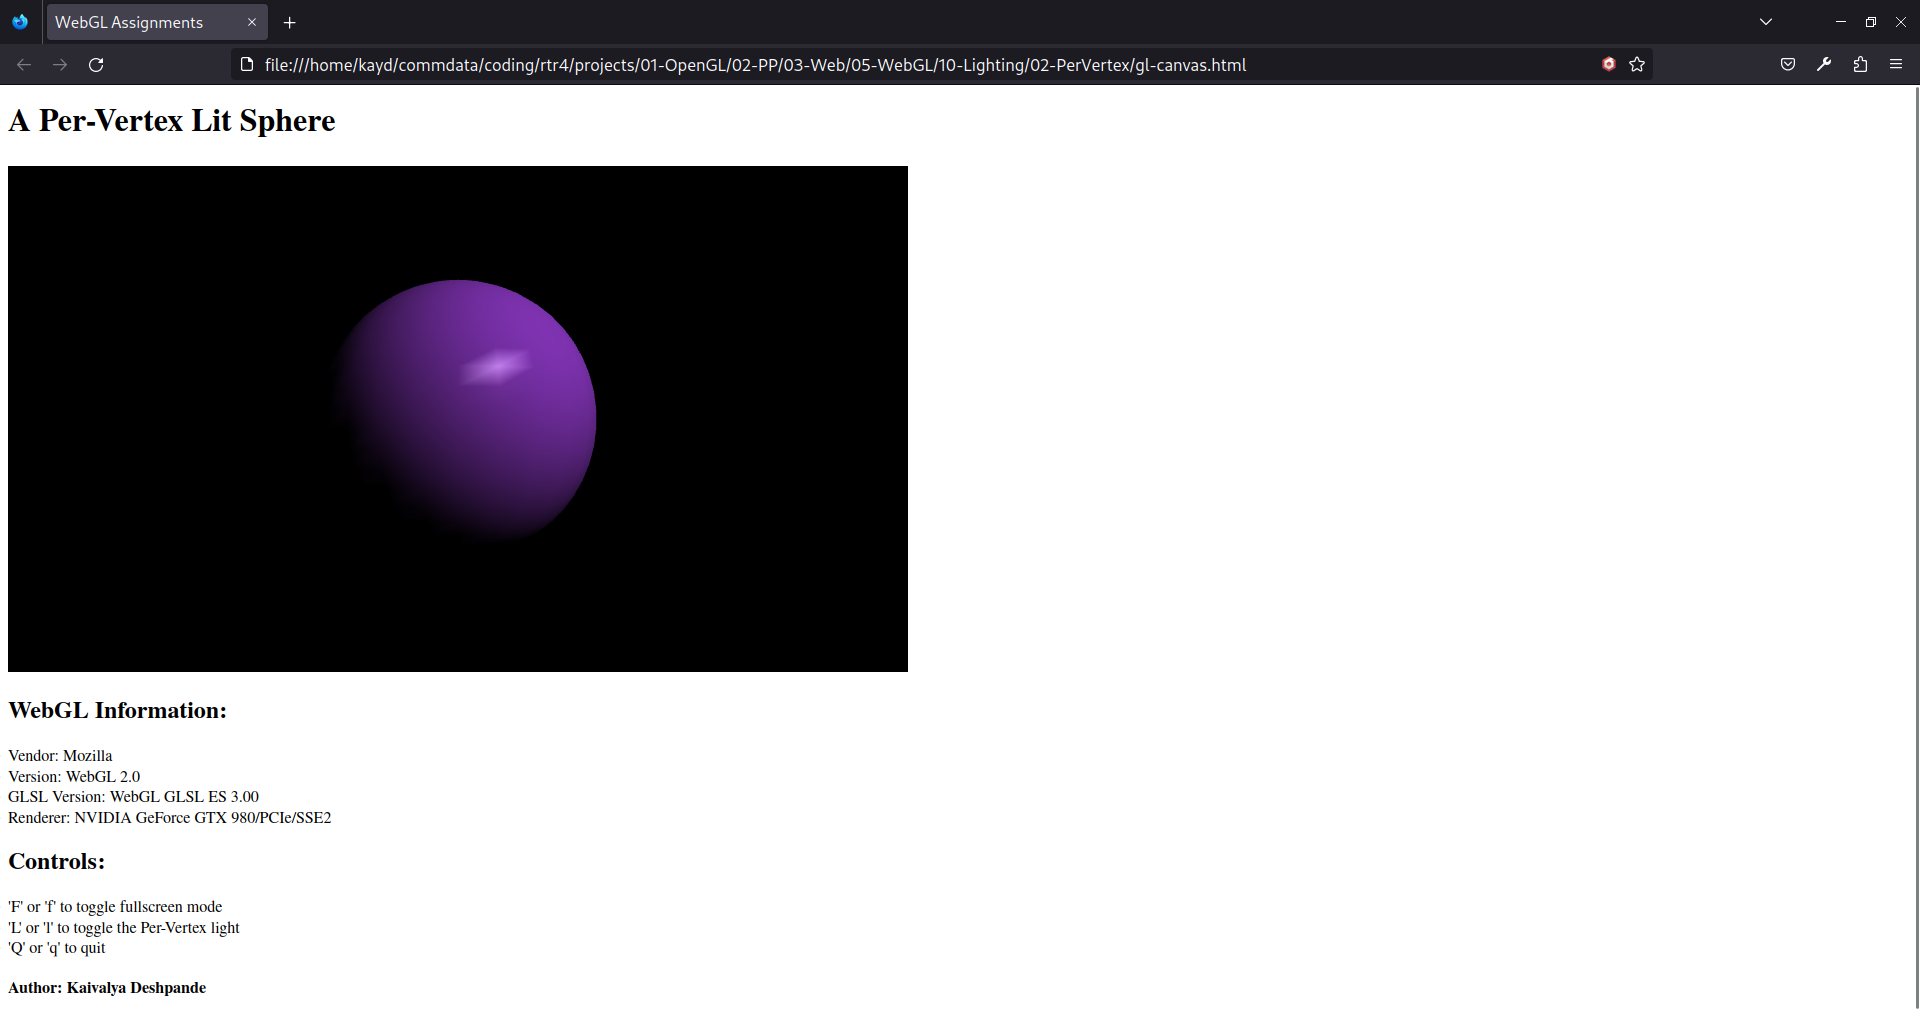 WebGL Assignments
file:///home/kayd/commdata/coding/rtr4/projects/01-OpenGL/02-PP/03-Web/05-WebGL/10-Lighting/02-PerVertex/gl-canvas.html
A Per-Vertex Lit Sphere
WebGL Information:
Vendor: Mozilla
Version: WebGL 2.0
GLSL Version: WebGL GLSL ES 3.00
Renderer: NVIDIA GeForce GTX 980/PCIe/SSE2
Controls:
'F' or 'f' to toggle fullscreen mode
'L' or 'l' to toggle the Per-Vertex light
'Q' or 'q' to quit
Author: Kaivalya Deshpande